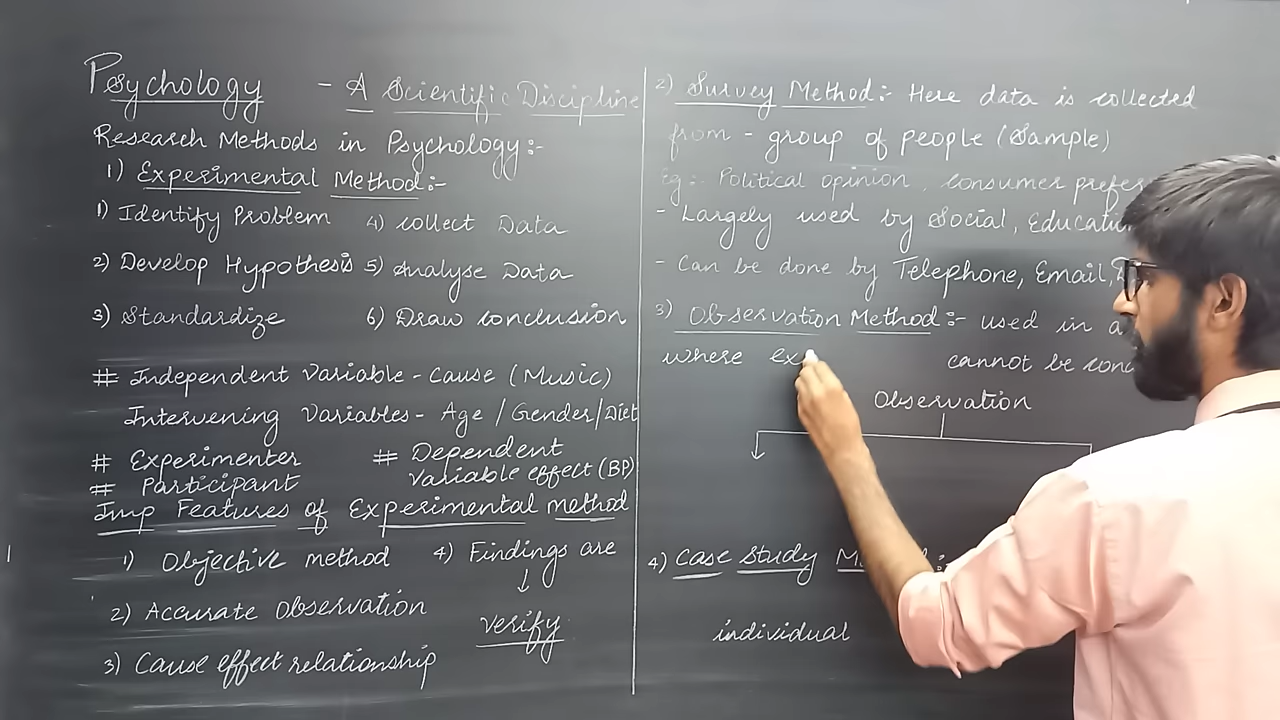 Psychology - A Scientific Discipline
Research Methods in Psychology:-
1) Experimental Method:-
1) Identify Problem
4) collect Data
2) Develop Hypothesis
5) Analyse Data
3) Standardize
6) Draw conclusion
# Independent Variable - Cause (Music)
Intervening Variables - Age / Gender / Diet
# Experimenter
# Dependent
Variable effect (BP)
# Participant
Imp Features of Experimental method
1) Objective method
4) Findings are
↓
verify
2) Accurate Observation
3) Cause effect relationship
2) Survey Method:- Here data is collected
from - group of people (Sample)
Eg:- Political opinion, consumer
- Largely used by Social,
- Can be done by Telephone, Email,
3) Observation Method:- used in
where cannot be
Observation
4) Case Study
individual